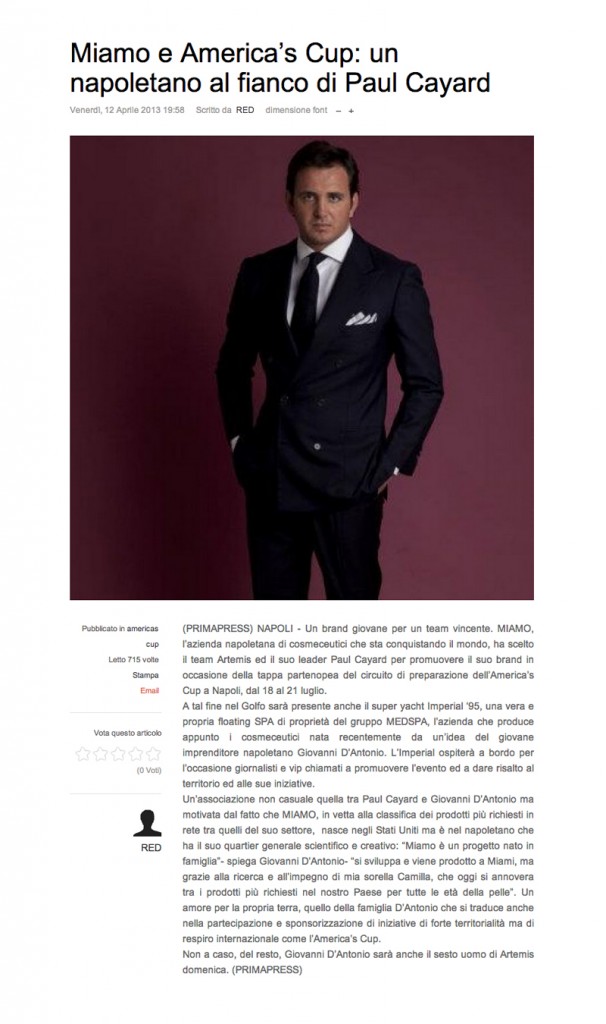 Miamo e America's Cup: un
napoletano al fianco di Paul Cayard
Venerdì, 12 Aprile 2013 19:58 Scritto da RED dimensione font – +
Pubblicato in americas
cup
Letto 715 volte
Stampa
Email
Vota questo articolo
(0 Voti)
RED
(PRIMAPRESS) NAPOLI - Un brand giovane per un team vincente. MIAMO,
l'azienda napoletana di cosmeceutici che sta conquistando il mondo, ha scelto
il team Artemis ed il suo leader Paul Cayard per promuovere il suo brand in
occasione della tappa partenopea del circuito di preparazione dell'America's
Cup a Napoli, dal 18 al 21 luglio.
A tal fine nel Golfo sarà presente anche il super yacht Imperial '95, una vera e
propria floating SPA di proprietà del gruppo MEDSPA, l'azienda che produce
appunto i cosmeceutici nata recentemente da un'idea del giovane
imprenditore napoletano Giovanni D'Antonio. L'Imperial ospiterà a bordo per
l'occasione giornalisti e vip chiamati a promuovere l'evento ed a dare risalto al
territorio ed alle sue iniziative.
Un'associazione non casuale quella tra Paul Cayard e Giovanni D'Antonio ma
motivata dal fatto che MIAMO, in vetta alla classifica dei prodotti più richiesti in
rete tra quelli del suo settore, nasce negli Stati Uniti ma è nel napoletano che
ha il suo quartier generale scientifico e creativo: "Miamo è un progetto nato in
famiglia"- spiega Giovanni D'Antonio- "si sviluppa e viene prodotto a Miami, ma
grazie alla ricerca e all'impegno di mia sorella Camilla, che oggi si annovera
tra i prodotti più richiesti nel nostro Paese per tutte le età della pelle". Un
amore per la propria terra, quello della famiglia D'Antonio che si traduce anche
nella partecipazione e sponsorizzazione di iniziative di forte territorialità ma di
respiro internazionale come l'America's Cup.
Non a caso, del resto, Giovanni D'Antonio sarà anche il sesto uomo di Artemis
domenica. (PRIMAPRESS)